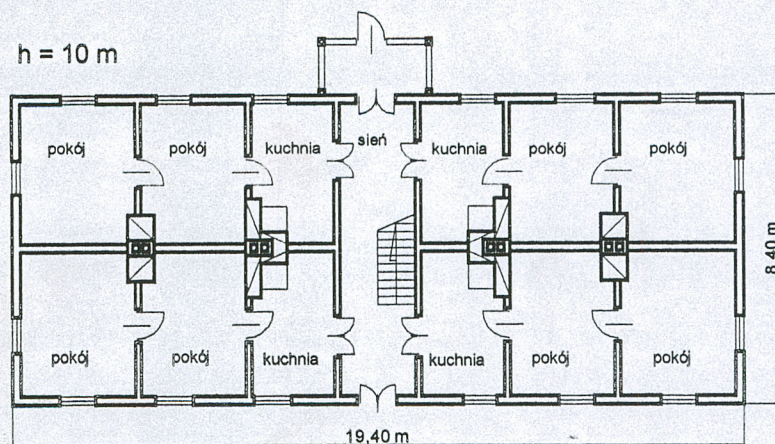 h = 10 m
sień
pokój pokój kuchnia kuchnia pokój pokój
8,40 m
pokój pokój kuchnia kuchnia pokój pokój
19,40 m